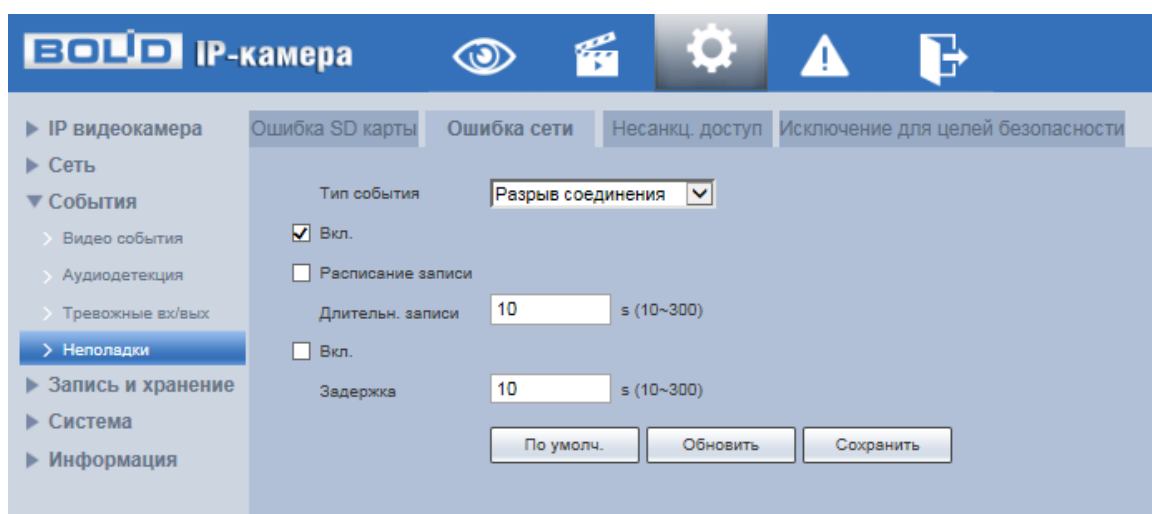 BOLID IP-камера
IP видеокамера
Сеть
События
Видео события
Аудиодетекция
Тревожные вх/вых
Неполадки
Запись и хранение
Система
Информация
Ошибка SD карты Ошибка сети Несанкц. доступ Исключение для целей безопасности
Тип события Разрыв соединения
Вкл.
Расписание записи
Длительн. записи 10 s (10~300)
Вкл.
Задержка 10 s (10~300)
По умолч. Обновить Сохранить